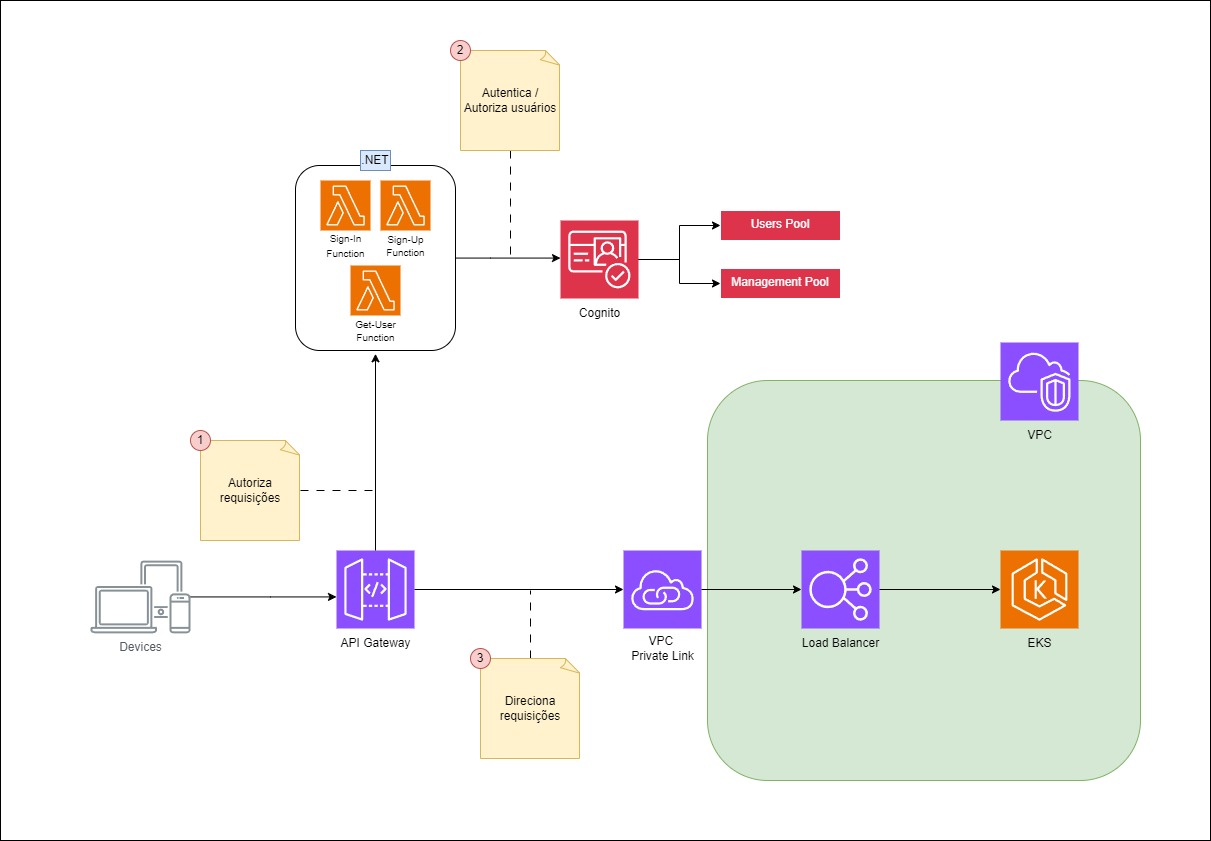 2
Autentica /
Autoriza usuários
.NET
Sign-In
Function
Sign-Up
Function
Get-User
Function
Cognito
Users Pool
Management Pool
VPC
1
Autoriza
requisições
Devices
</>
API Gateway
VPC
Private Link
Load Balancer
K
EKS
3
Direciona
requisições